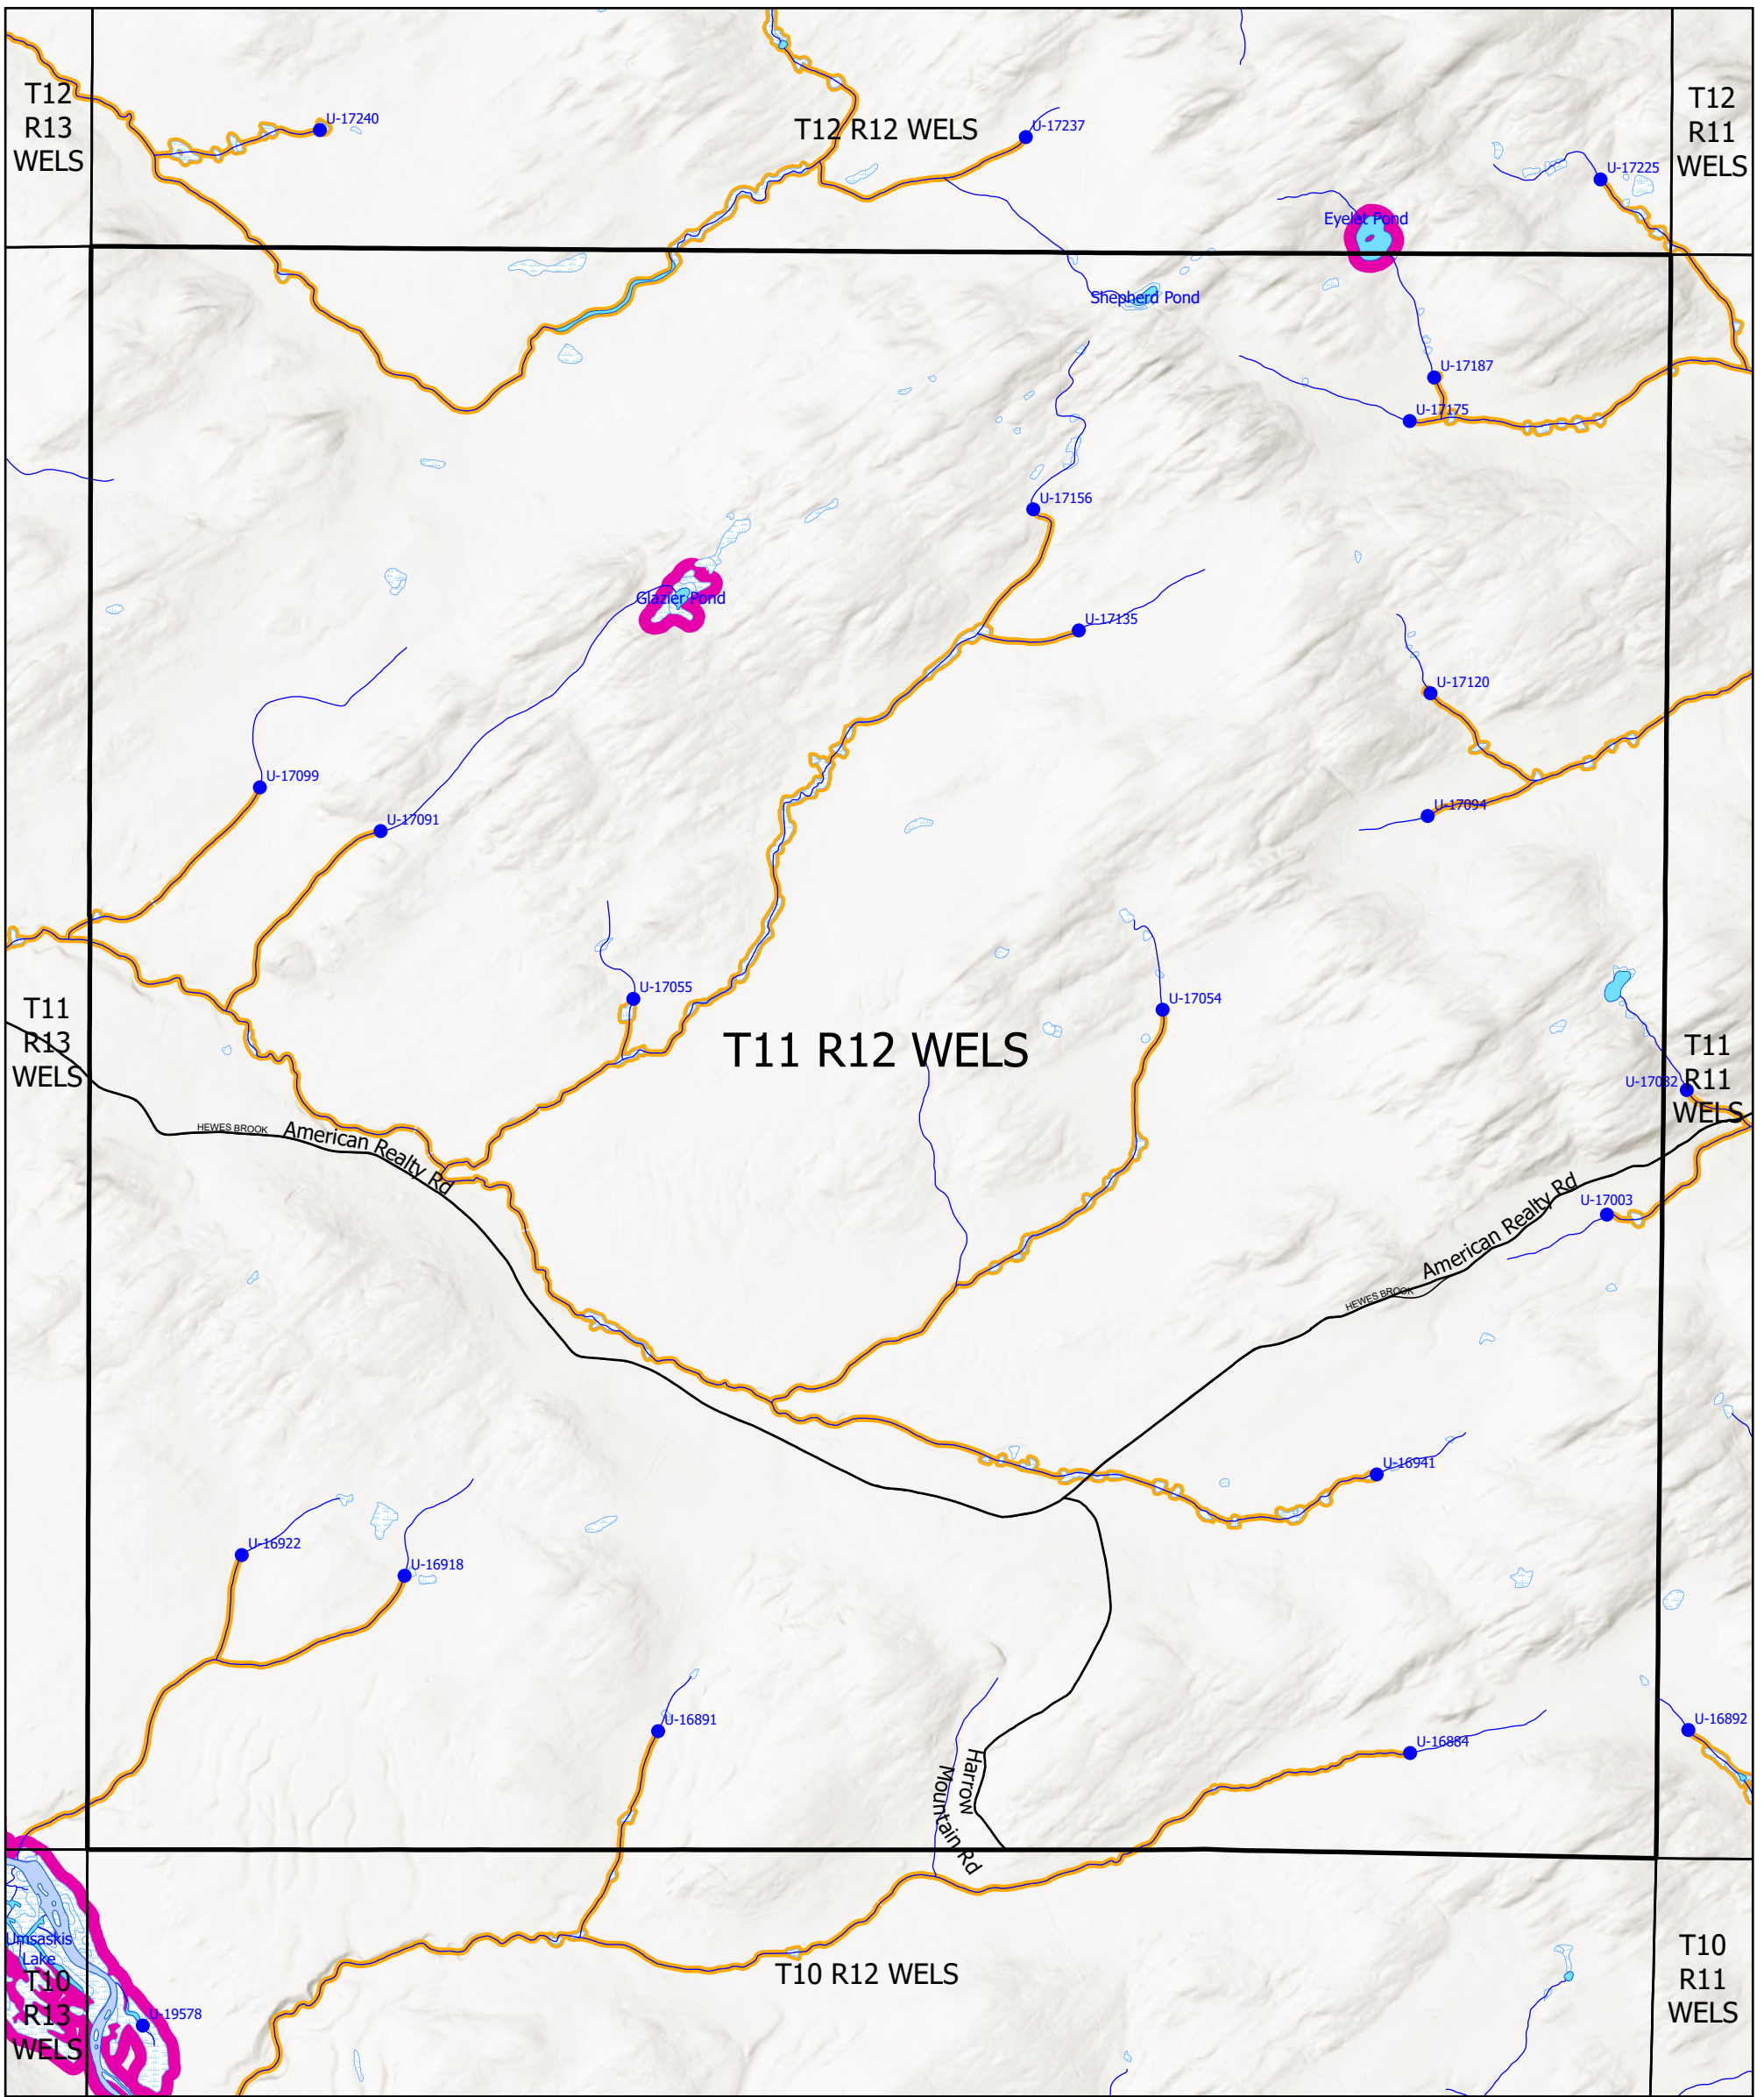 T12
R13
WELS
U-17240
T12 R12 WELS
U-17237
T12
R11
WELS
U-17225
Eyelet Pond
Shepherd Pond
U-17187
U-17175
U-17156
Glazier Pond
U-17135
U-17120
U-17099
U-17091
U-17094
U-17055
U-17054
T11
R13
WELS
T11 R12 WELS
T11
R11
WELS
U-17032
HEWES BROOK
American Realty Rd
American Realty Rd
U-17003
HEWES BROOK
U-16941
U-16922
U-16918
U-16891
U-16892
U-16884
Harrow
Mountain Rd
Umsaskis
Lake
T10
R13
WELS
U-19578
T10 R12 WELS
T10
R11
WELS